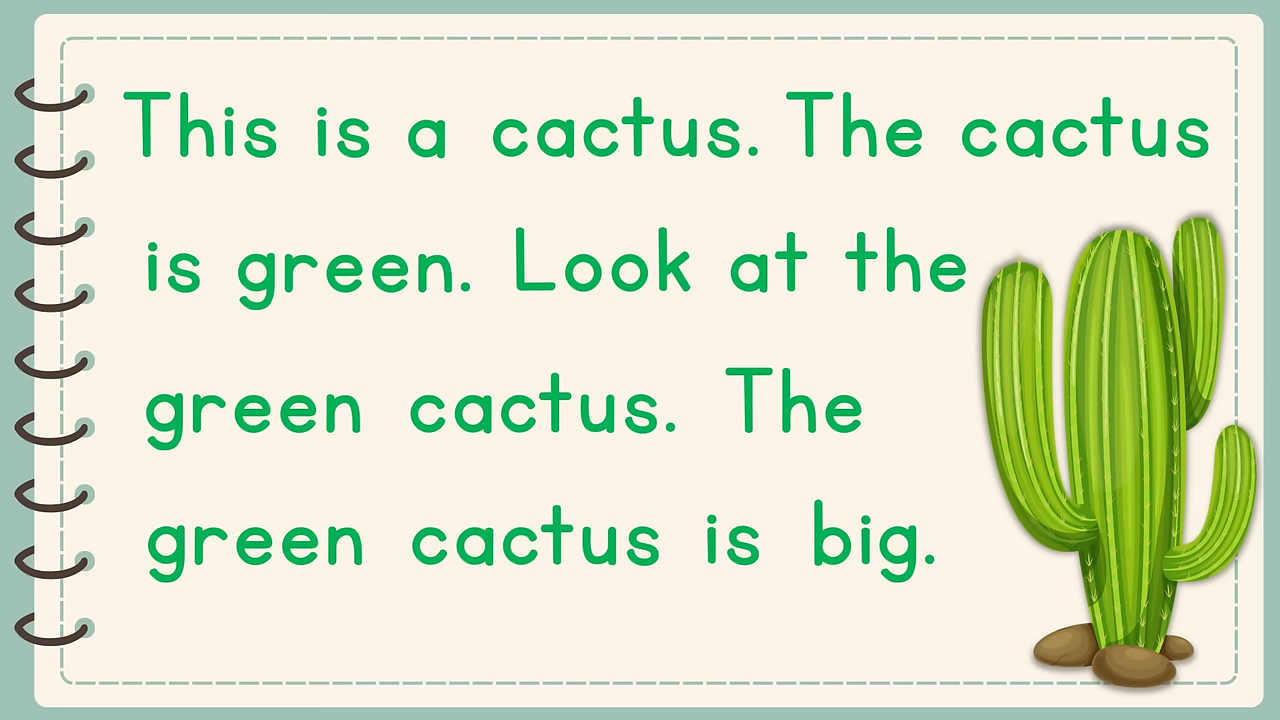 This is a cactus. The cactus
is green. Look at the
green cactus. The
green cactus is big.